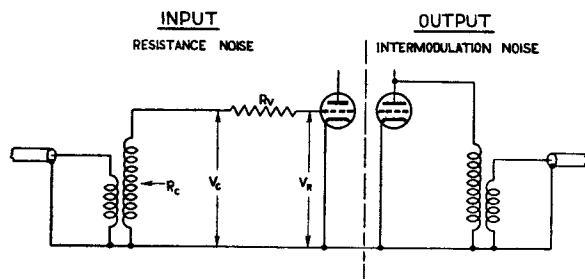 INPUT
RESISTANCE NOISE
OUTPUT
INTERMODULATION NOISE
Rv
Rc
Vc
VR